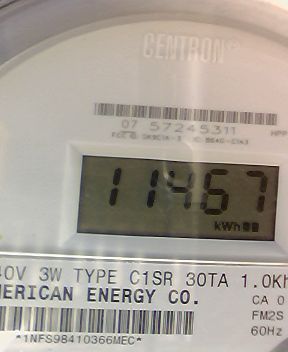 CENTRON®
07 57245311
11467
kWh
40V 3W TYPE C1SR 30TA 1.0Kh
MERICAN ENERGY CO.
CA 0
FM2S
60Hz
*1NFS98410366MEC*